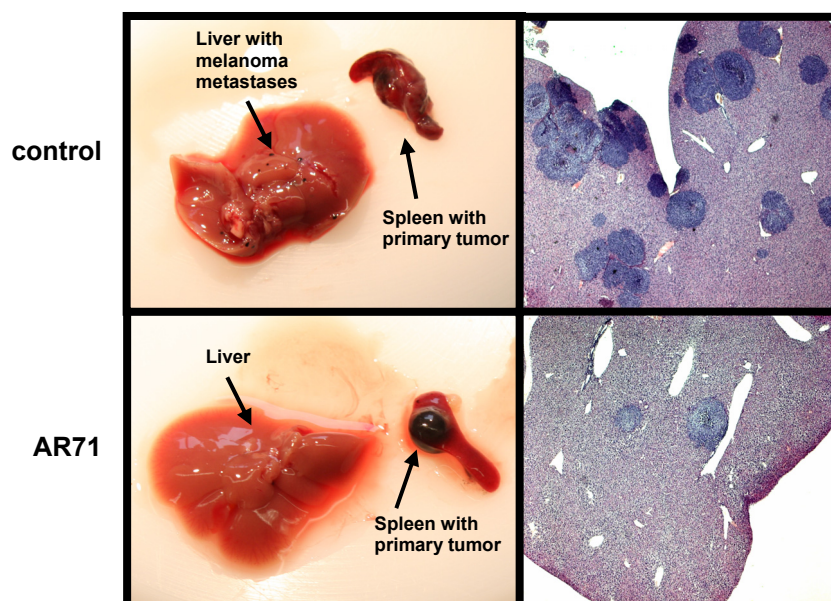 control
Liver with
melanoma
metastases
Spleen with
primary tumor
AR71
Liver
Spleen with
primary tumor